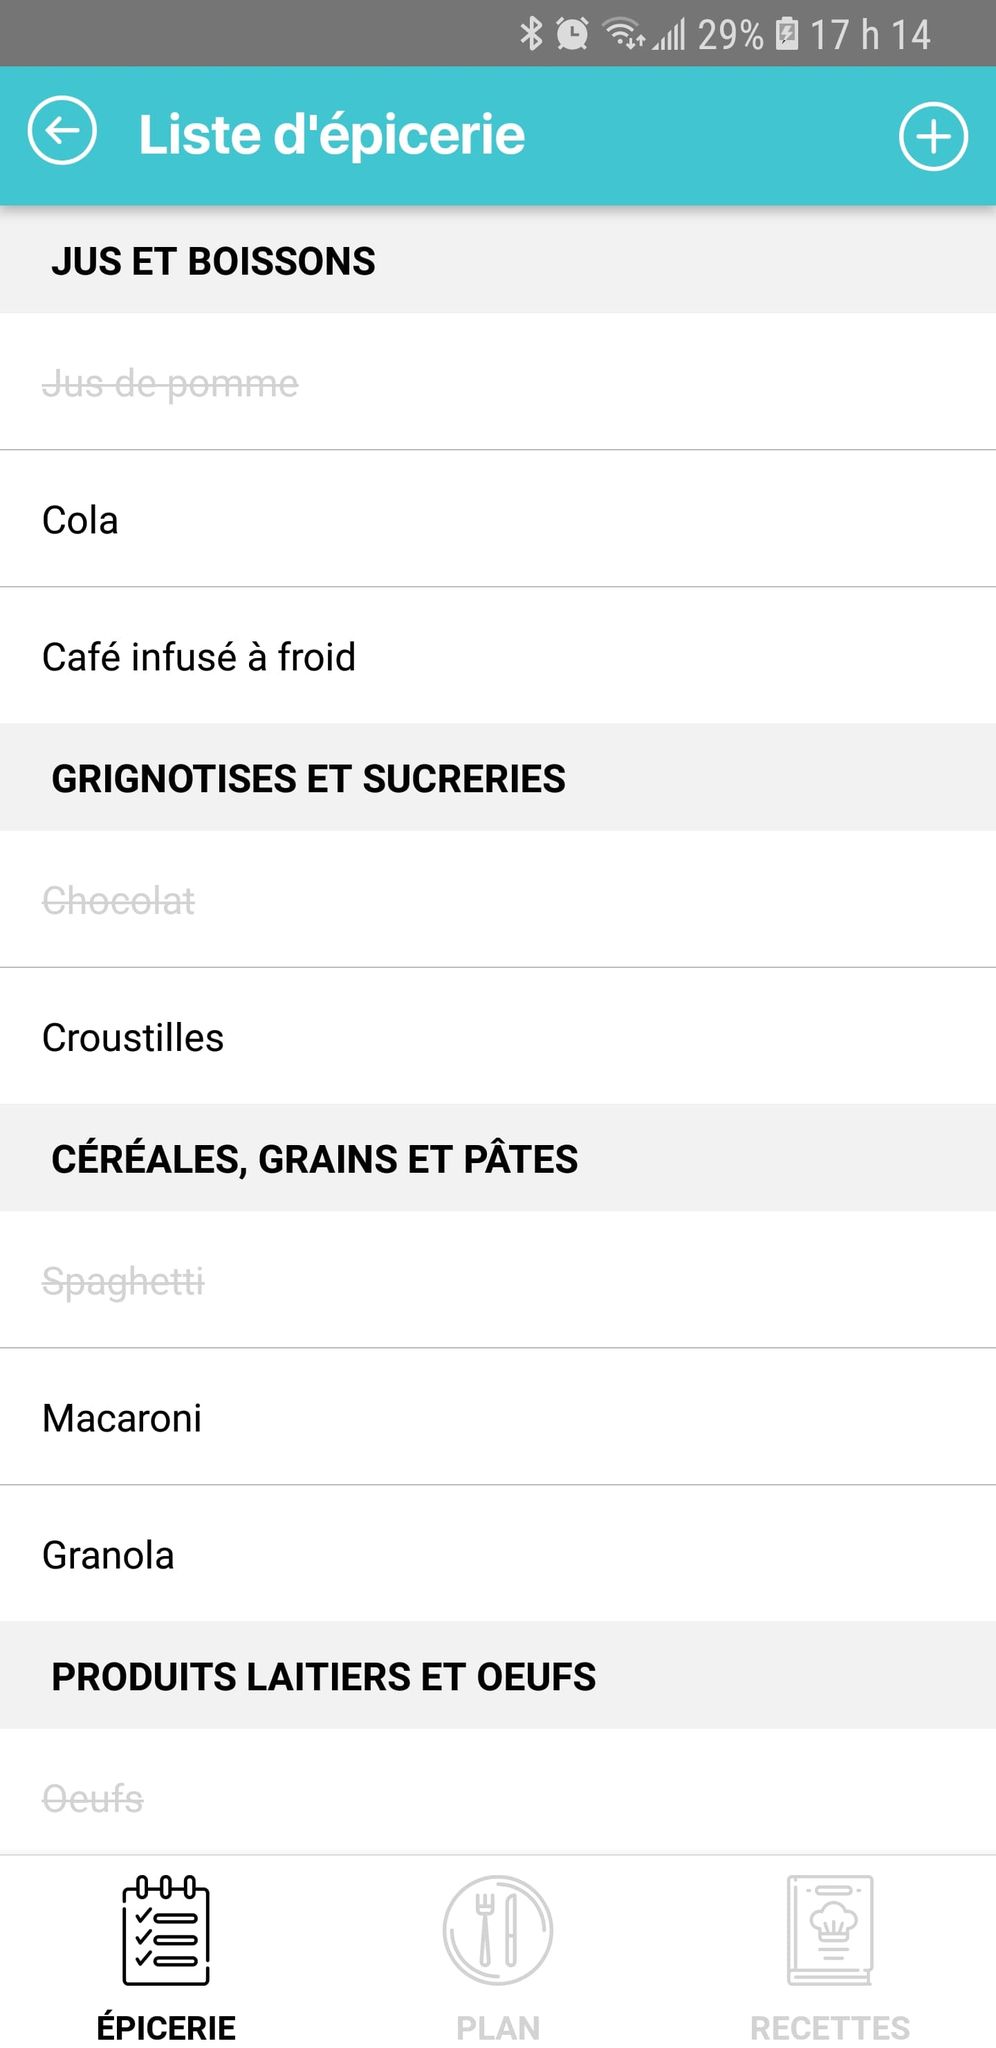 29% 17 h 14
Liste d'épicerie
JUS ET BOISSONS
Jus de pomme
Cola
Café infusé à froid
GRIGNOTISES ET SUCRERIES
Chocolat
Croustilles
CÉRÉALES, GRAINS ET PÂTES
Spaghetti
Macaroni
Granola
PRODUITS LAITIERS ET OEUFS
Oeufs
ÉPICERIE PLAN RECETTES